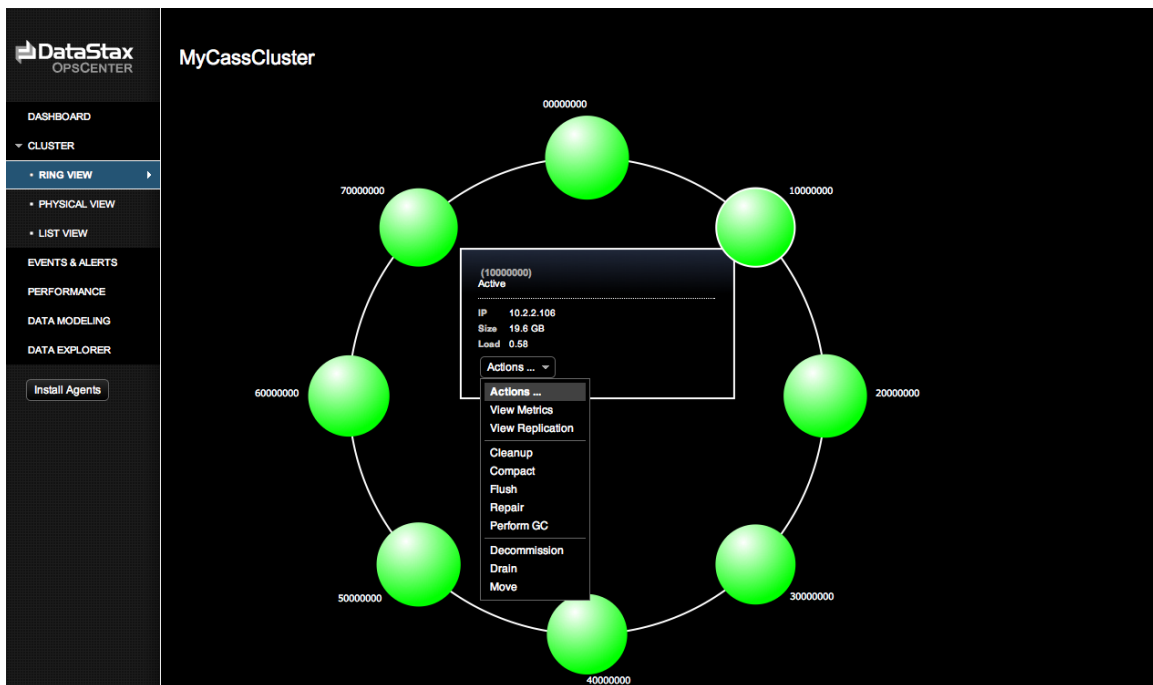 DataStax
OPSCENTER
DASHBOARD
CLUSTER
• RING VIEW
• PHYSICAL VIEW
• LIST VIEW
EVENTS & ALERTS
PERFORMANCE
DATA MODELING
DATA EXPLORER
Install Agents
MyCassCluster
00000000
70000000
10000000
(10000000)
Active
IP 10.2.2.106
Size 19.6 GB
Load 0.58
Actions ...
Actions ...
View Metrics
View Replication
Cleanup
Compact
Flush
Repair
Perform GC
Decommission
Drain
Move
60000000
20000000
50000000
30000000
40000000